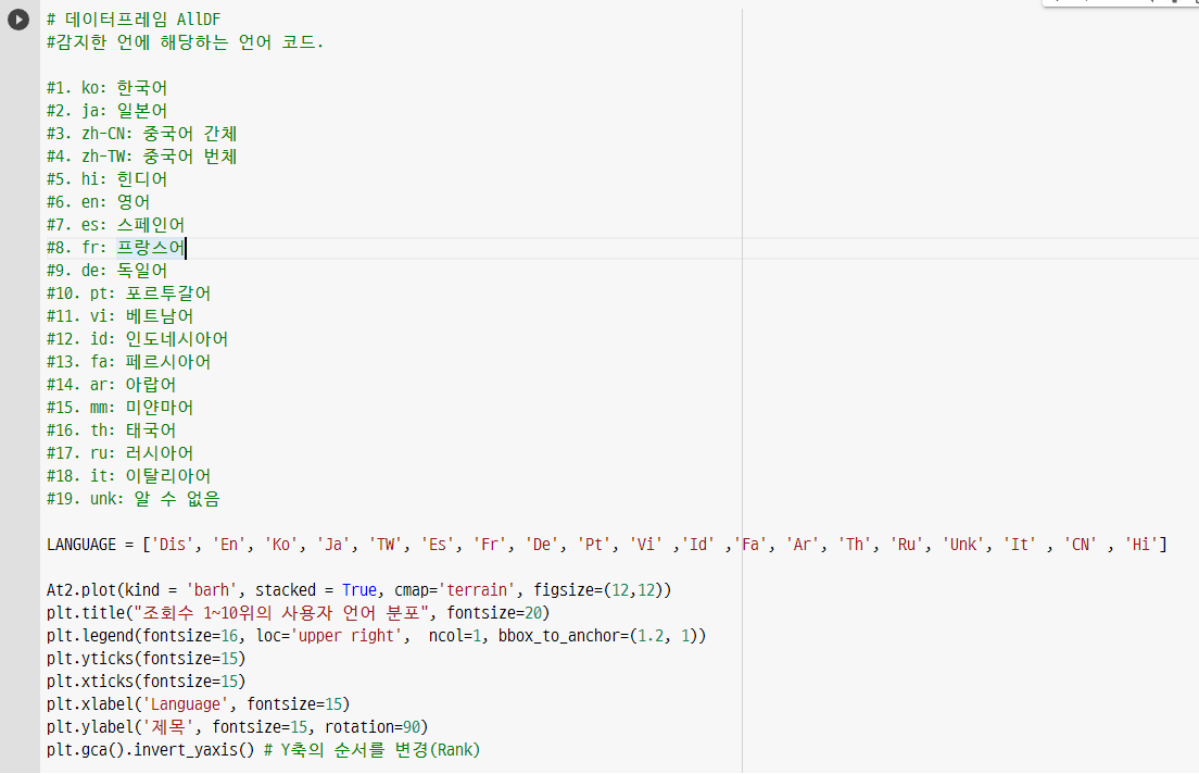 # 데이터프레임 AllDF
#감지한 언에 해당하는 언어 코드.
#1. ko: 한국어
#2. ja: 일본어
#3. zh-CN: 중국어 간체
#4. zh-TW: 중국어 번체
#5. hi: 힌디어
#6. en: 영어
#7. es: 스페인어
#8. fr: 프랑스어
#9. de: 독일어
#10. pt: 포르투갈어
#11. vi: 베트남어
#12. id: 인도네시아어
#13. fa: 페르시아어
#14. ar: 아랍어
#15. mm: 미얀마어
#16. th: 태국어
#17. ru: 러시아어
#18. it: 이탈리아어
#19. unk: 알 수 없음
LANGUAGE = ['Dis', 'En', 'Ko', 'Ja', 'TW', 'Es', 'Fr', 'De', 'Pt', 'Vi' ,'Id' ,'Fa', 'Ar', 'Th', 'Ru', 'Unk', 'It' , 'CN' , 'Hi']
At2.plot(kind = 'barh', stacked = True, cmap='terrain', figsize=(12,12))
plt.title("조회수 1~10위의 사용자 언어 분포", fontsize=20)
plt.legend(fontsize=16, loc='upper right',  ncol=1, bbox_to_anchor=(1.2, 1))
plt.yticks(fontsize=15)
plt.xticks(fontsize=15)
plt.xlabel('Language', fontsize=15)
plt.ylabel('제목', fontsize=15, rotation=90)
plt.gca().invert_yaxis() # Y축의 순서를 변경(Rank)